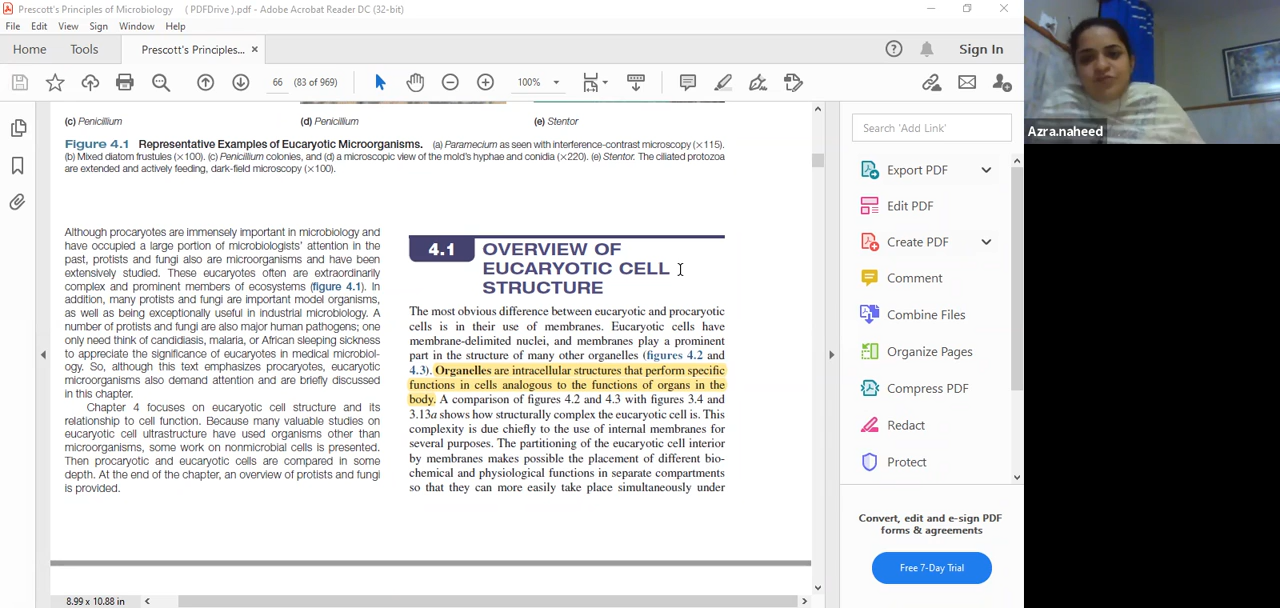 Prescott's Principles of Microbiology ( PDFDrive ).pdf - Adobe Acrobat Reader DC (32-bit)
File Edit View Sign Window Help
Home Tools Prescott's Principles... × Sign In
66 (83 of 969) 100%
(c) Penicillium (d) Penicillium (e) Stentor
Figure 4.1 Representative Examples of Eucaryotic Microorganisms. (a) Paramecium as seen with interference-contrast microscopy (×115).
(b) Mixed diatom frustules (×100). (c) Penicillium colonies, and (d) a microscopic view of the mold's hyphae and conidia (×220). (e) Stentor. The ciliated protozoa
are extended and actively feeding, dark-field microscopy (×100).
Although procaryotes are immensely important in microbiology and
have occupied a large portion of microbiologists' attention in the
past, protists and fungi also are microorganisms and have been
extensively studied. These eucaryotes often are extraordinarily
complex and prominent members of ecosystems (figure 4.1). In
addition, many protists and fungi are important model organisms,
as well as being exceptionally useful in industrial microbiology. A
number of protists and fungi are also major human pathogens; one
only need think of candidiasis, malaria, or African sleeping sickness
to appreciate the significance of eucaryotes in medical microbiol-
ogy. So, although this text emphasizes procaryotes, eucaryotic
microorganisms also demand attention and are briefly discussed
in this chapter.
Chapter 4 focuses on eucaryotic cell structure and its
relationship to cell function. Because many valuable studies on
eucaryotic cell ultrastructure have used organisms other than
microorganisms, some work on nonmicrobial cells is presented.
Then procaryotic and eucaryotic cells are compared in some
depth. At the end of the chapter, an overview of protists and fungi
is provided.
4.1 OVERVIEW OF
EUCARYOTIC CELL
STRUCTURE
The most obvious difference between eucaryotic and procaryotic
cells is in their use of membranes. Eucaryotic cells have
membrane-delimited nuclei, and membranes play a prominent
part in the structure of many other organelles (figures 4.2 and
4.3). Organelles are intracellular structures that perform specific
functions in cells analogous to the functions of organs in the
body. A comparison of figures 4.2 and 4.3 with figures 3.4 and
3.13a shows how structurally complex the eucaryotic cell is. This
complexity is due chiefly to the use of internal membranes for
several purposes. The partitioning of the eucaryotic cell interior
by membranes makes possible the placement of different bio-
chemical and physiological functions in separate compartments
so that they can more easily take place simultaneously under
8.99 x 10.88 in
Search 'Add Link'
Export PDF
Edit PDF
Create PDF
Comment
Combine Files
Organize Pages
Compress PDF
Redact
Protect
Convert, edit and e-sign PDF
forms & agreements
Free 7-Day Trial
Azra.naheed